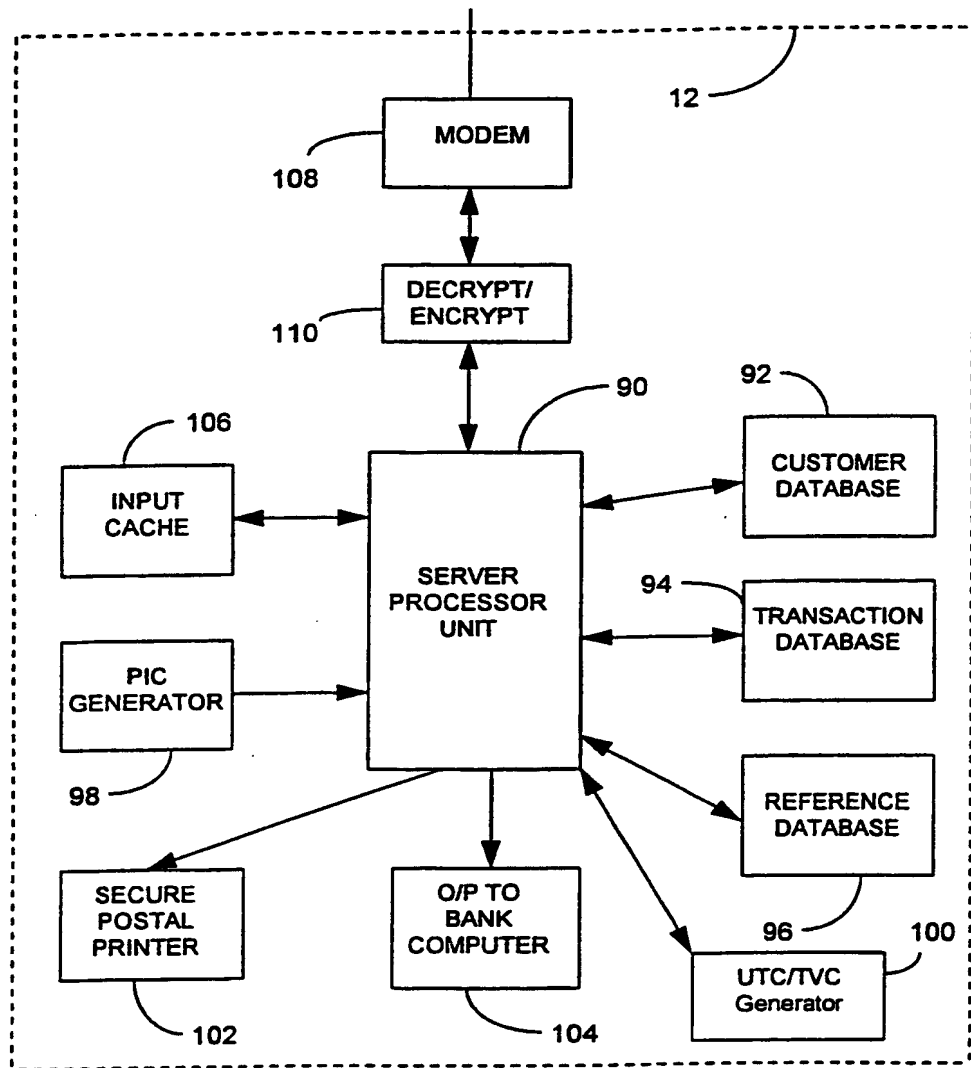 12
MODEM
108
DECRYPT/
ENCRYPT
110
90
92
106
CUSTOMER
DATABASE
INPUT
CACHE
SERVER
PROCESSOR
UNIT
94
TRANSACTION
DATABASE
PIC
GENERATOR
98
REFERENCE
DATABASE
SECURE
POSTAL
PRINTER
O/P TO
BANK
COMPUTER
96
100
UTC/TVC
Generator
102
104